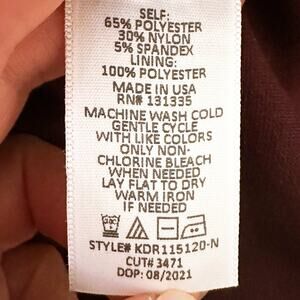 SELF:
65% POLYESTER
30% NYLON
5% SPANDEX
LINING:
100% POLYESTER
MADE IN USA
RN# 131335
MACHINE WASH COLD
GENTLE CYCLE
WITH LIKE COLORS
ONLY NON-
CHLORINE BLEACH
WHEN NEEDED
LAY FLAT TO DRY
WARM IRON
IF NEEDED
STYLE# KDR115120-N
CUT# 3471
DOP: 08/2021